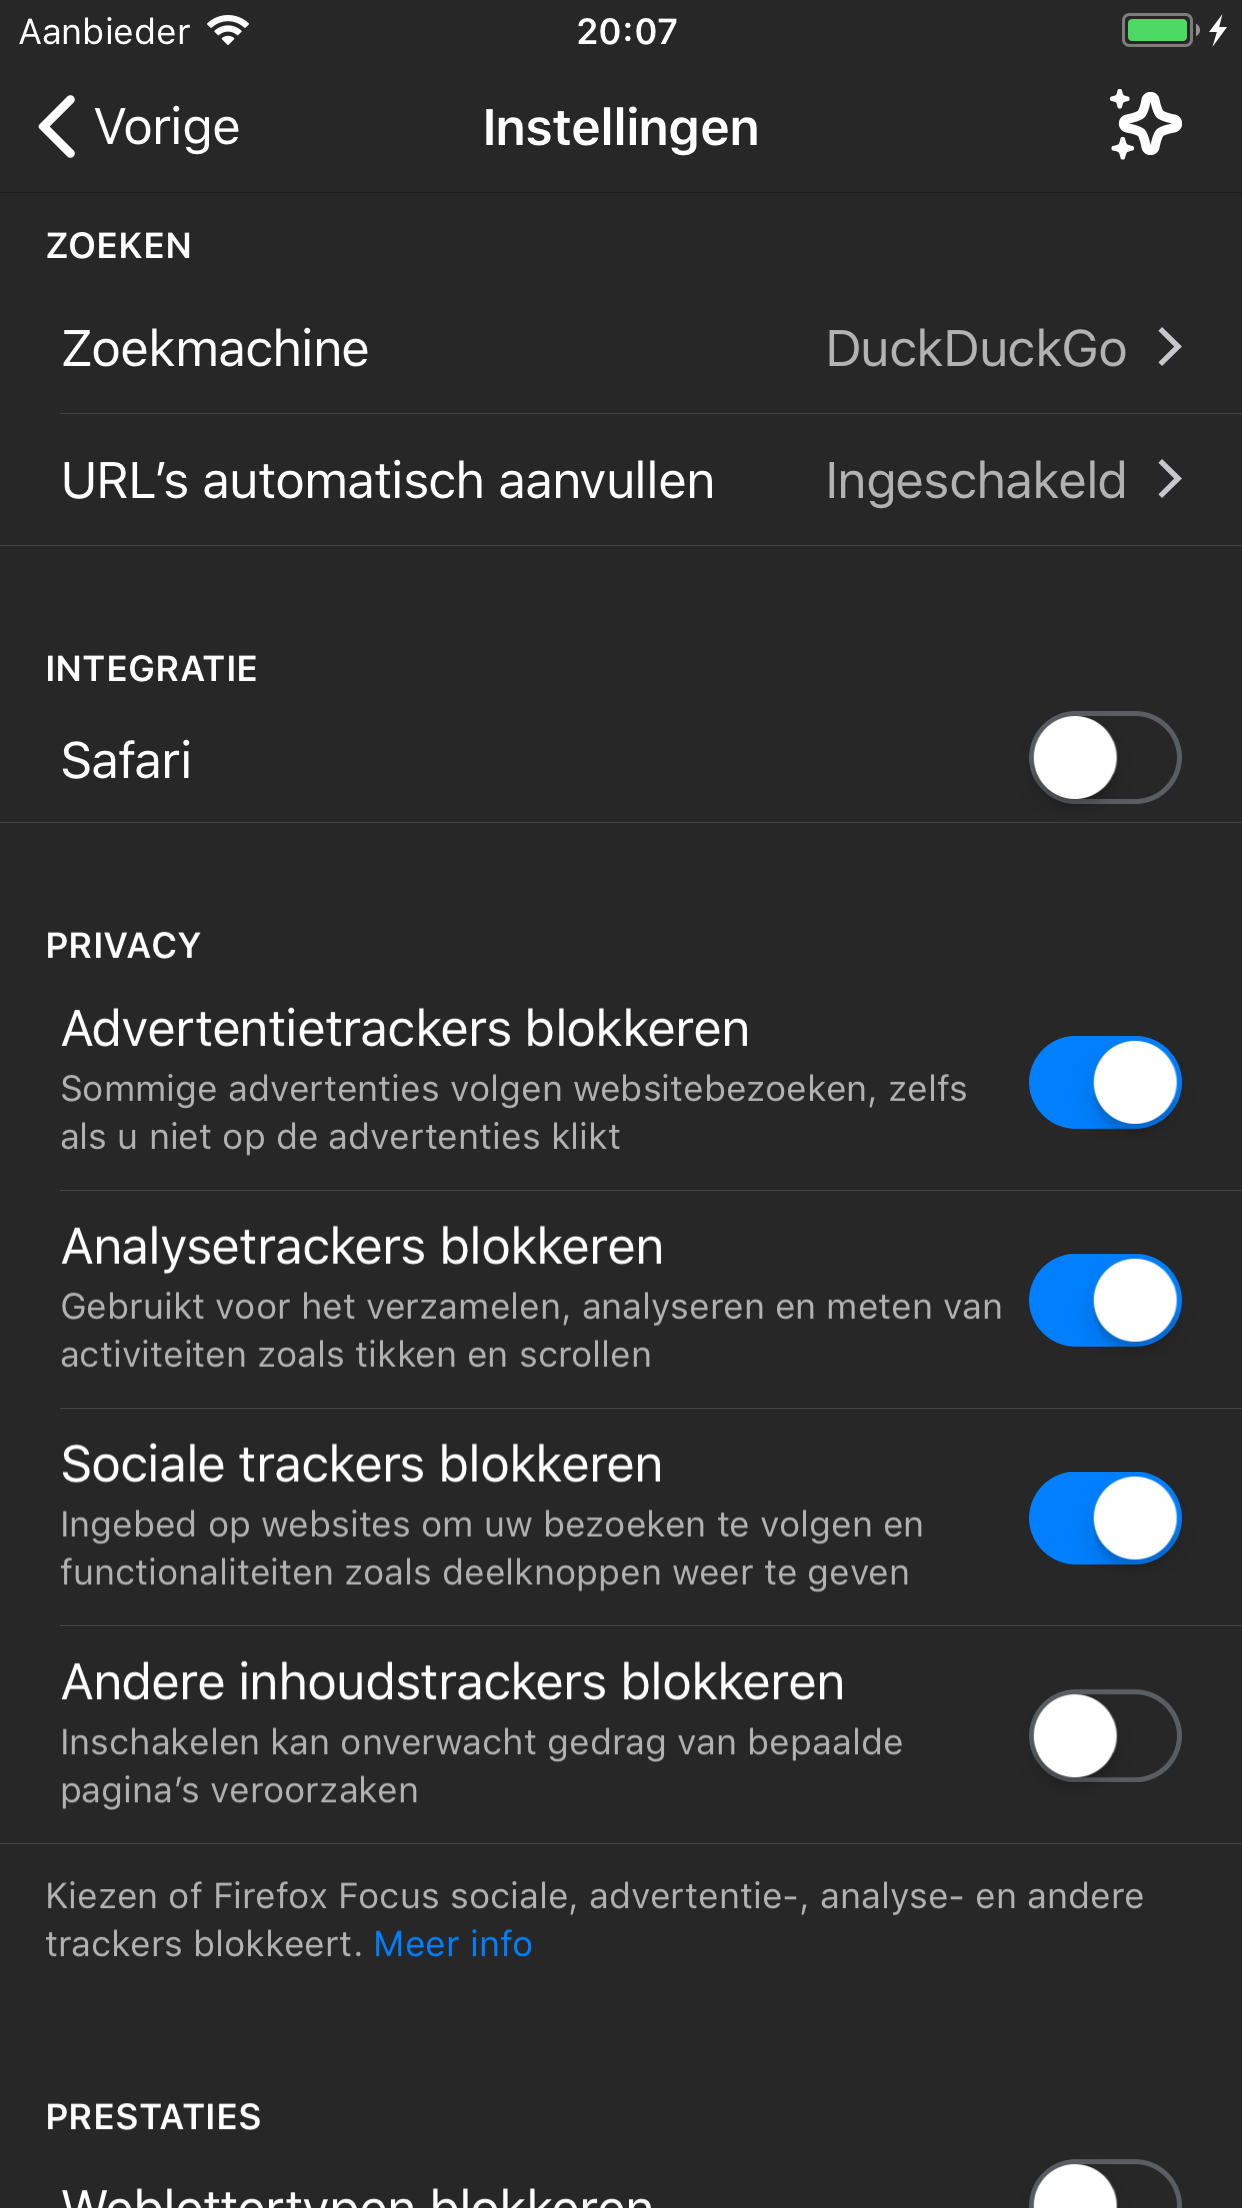 Aanbieder 20:07
Vorige Instellingen
ZOEKEN
Zoekmachine DuckDuckGo
URL’s automatisch aanvullen Ingeschakeld
INTEGRATIE
Safari
PRIVACY
Advertentietrackers blokkeren
Sommige advertenties volgen websitebezoeken, zelfs
als u niet op de advertenties klikt
Analysetrackers blokkeren
Gebruikt voor het verzamelen, analyseren en meten van
activiteiten zoals tikken en scrollen
Sociale trackers blokkeren
Ingebed op websites om uw bezoeken te volgen en
functionaliteiten zoals deelknoppen weer te geven
Andere inhoudstrackers blokkeren
Inschakelen kan onverwacht gedrag van bepaalde
pagina’s veroorzaken
Kiezen of Firefox Focus sociale, advertentie-, analyse- en andere
trackers blokkeert. Meer info
PRESTATIES
Weblettertypen blokkeren